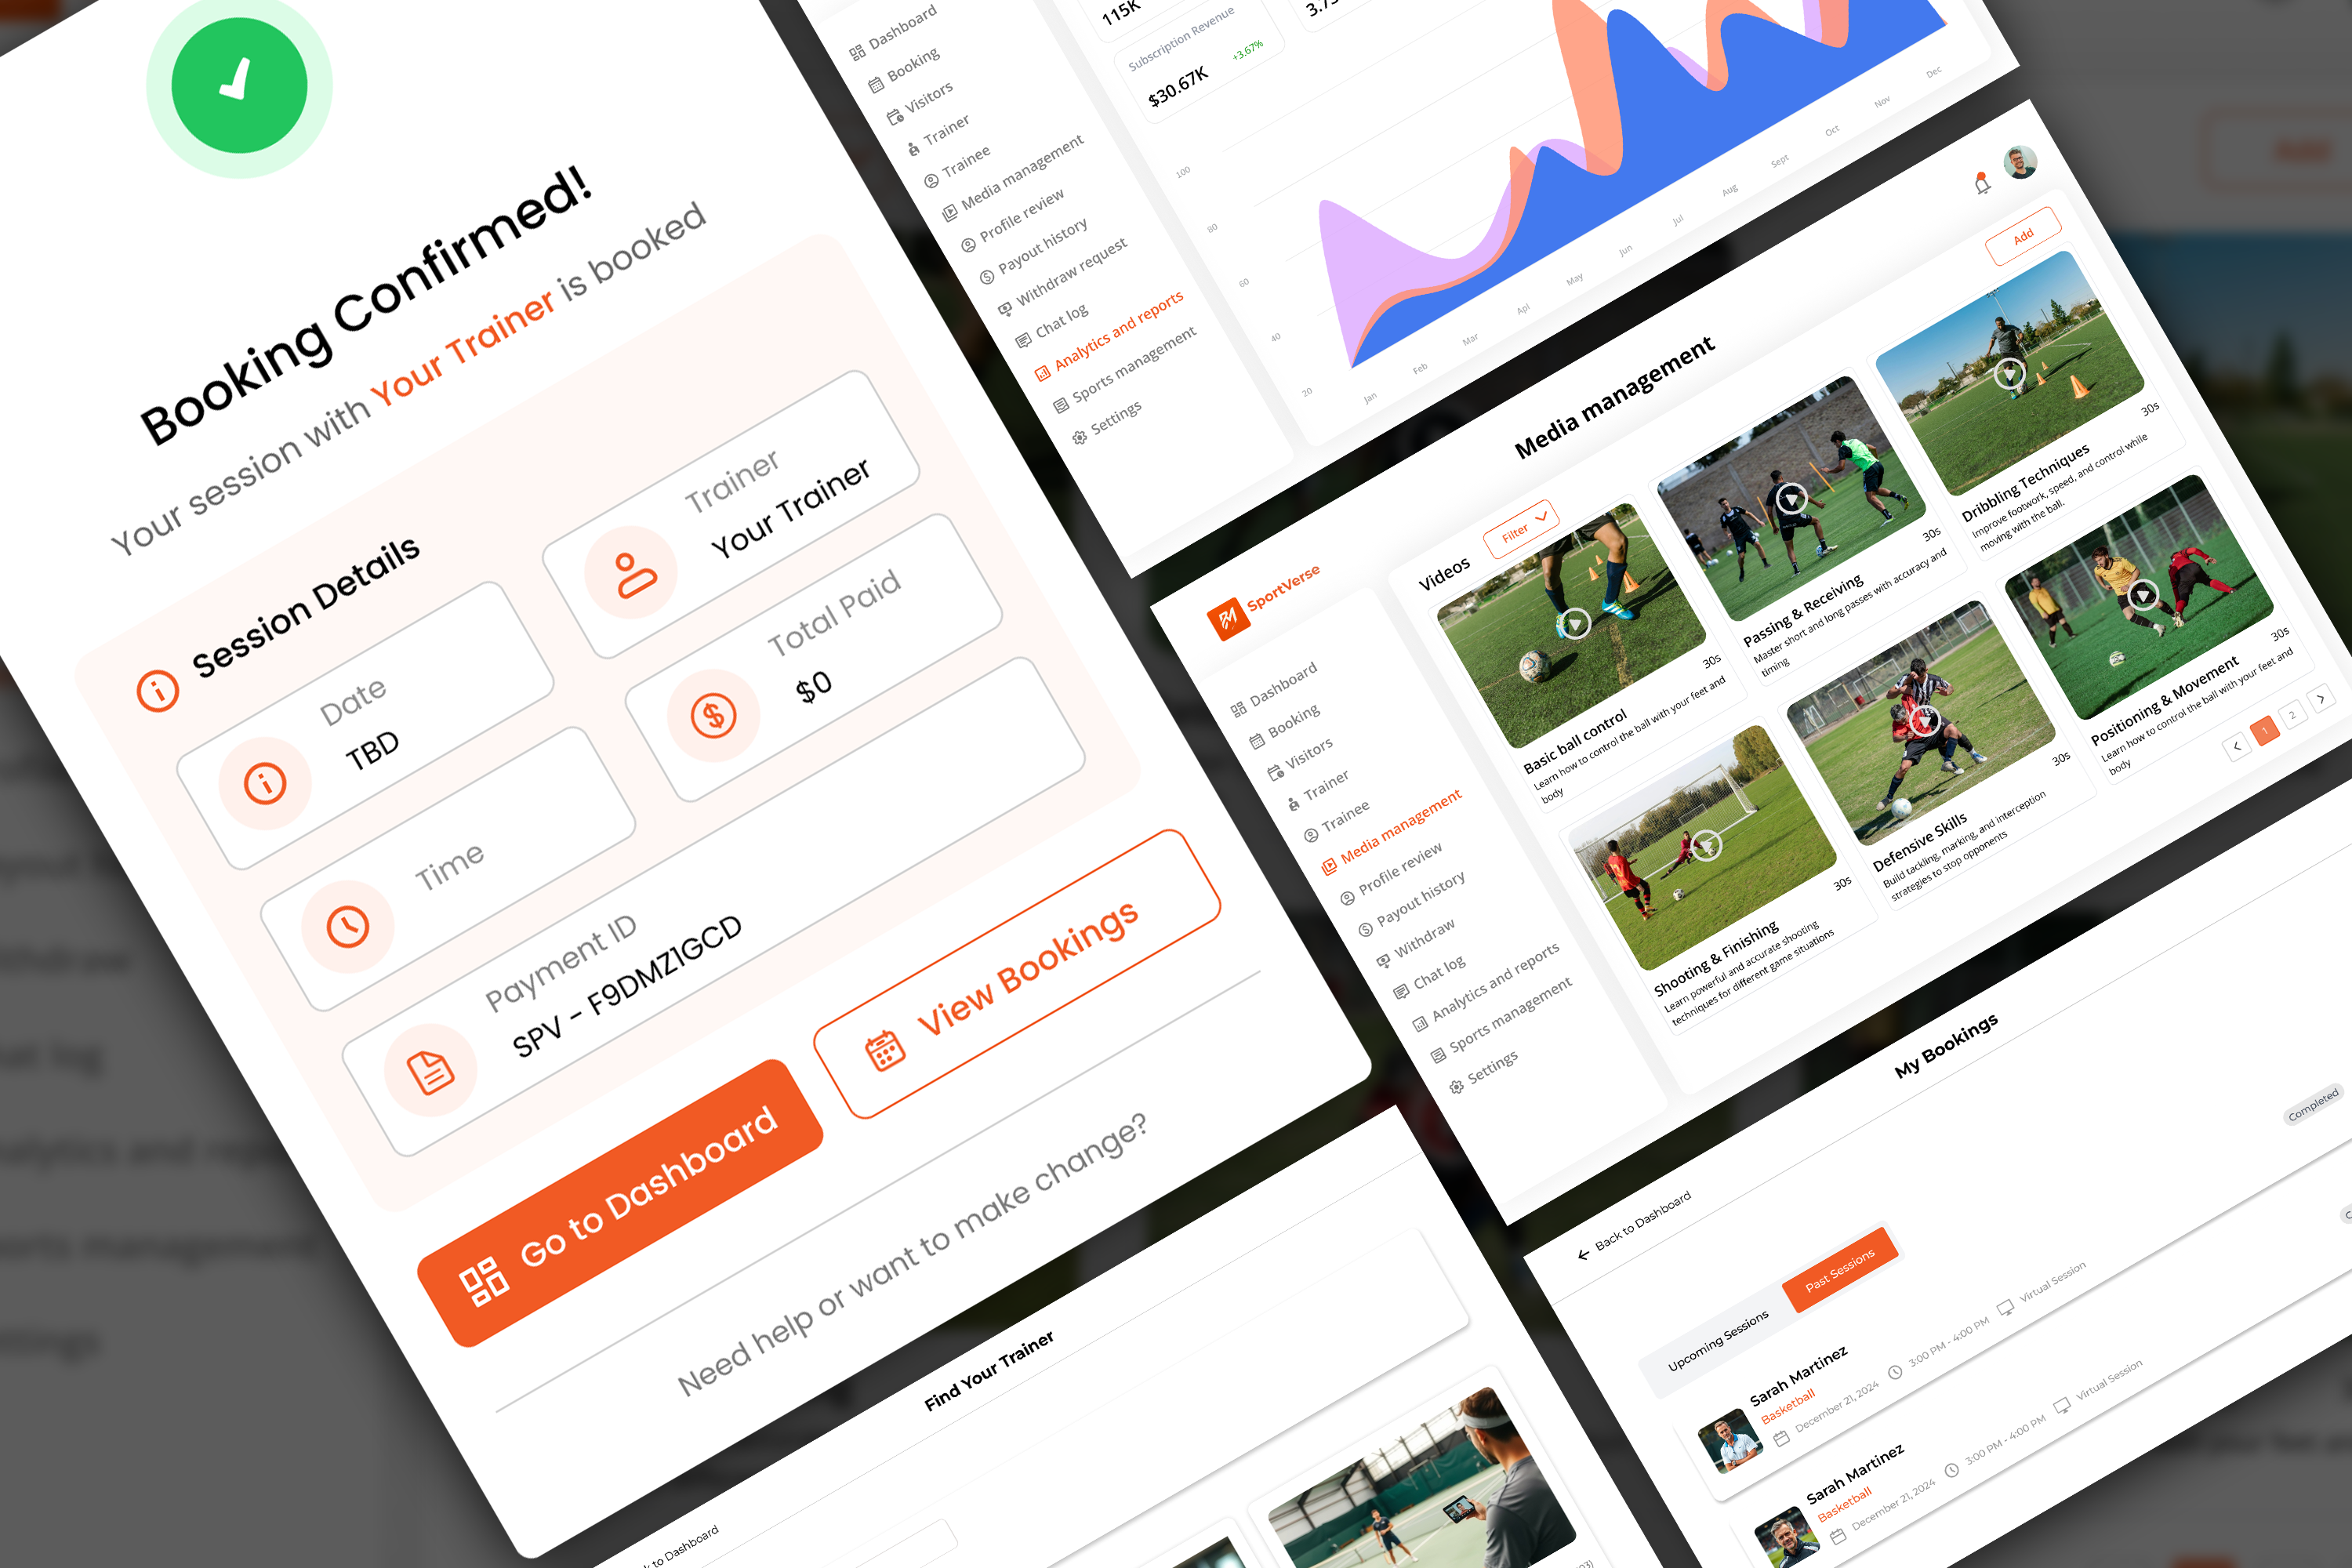 Booking Confirmed!
Your session with Your Trainer is booked
Session Details
Date
TBD
Trainer
Your Trainer
Time
Total Paid
$0
Payment ID
SPV - F9DMZ1GCD
Go to Dashboard
View Bookings
Need help or want to make change?
Dashboard
Booking
Visitors
Trainer
Trainee
Media management
Profile review
Payout history
Withdraw request
Chat log
Analytics and reports
Sports management
Settings
115K
Subscription Revenue
$30.67K
+3.67%
100
80
60
40
20
Jan
Feb
Mar
Apl
May
Jun
Jul
Aug
Sept
Oct
Nov
Dec
SportVerse
Dashboard
Booking
Visitors
Trainer
Trainee
Media management
Profile review
Payout history
Withdraw
Chat log
Analytics and reports
Sports management
Settings
Media management
Add
Videos
Filter
30s
Basic ball control
Learn how to control the ball with your feet and
body
30s
Passing & Receiving
Master short and long passes with accuracy and
timing
30s
Dribbling Techniques
Improve footwork, speed, and control while
moving with the ball.
30s
Shooting & Finishing
Learn powerful and accurate shooting
techniques for different game situations
30s
Defensive Skills
Build tackling, marking, and interception
strategies to stop opponents
30s
Positioning & Movement
Learn how to control the ball with your feet and
body
1
2
Find Your Trainer
to Dashboard
My Bookings
Back to Dashboard
Upcoming Sessions
Past Sessions
Completed
Sarah Martinez
Basketball
December 21, 2024
3:00 PM - 4:00 PM
Virtual Session
Sarah Martinez
Basketball
December 21, 2024
3:00 PM - 4:00 PM
Virtual Session